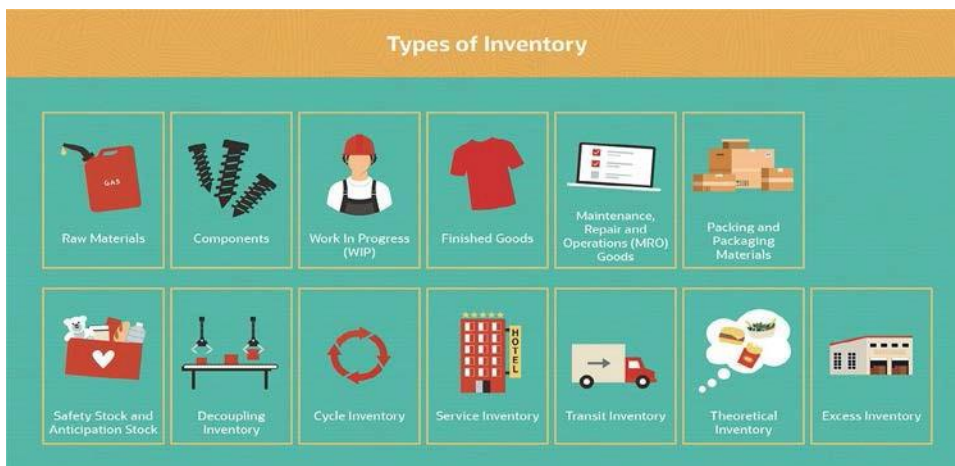 Types of Inventory
GAS
Raw Materials
Components
Work In Progress
(WIP)
Finished Goods
Maintenance,
Repair and
Operations (MRO)
Goods
Packing and
Packaging
Materials
Safety Stock and
Anticipation Stock
Decoupling
Inventory
Cycle Inventory
HOTEL
Service Inventory
Transit Inventory
Theoretical
Inventory
Excess Inventory